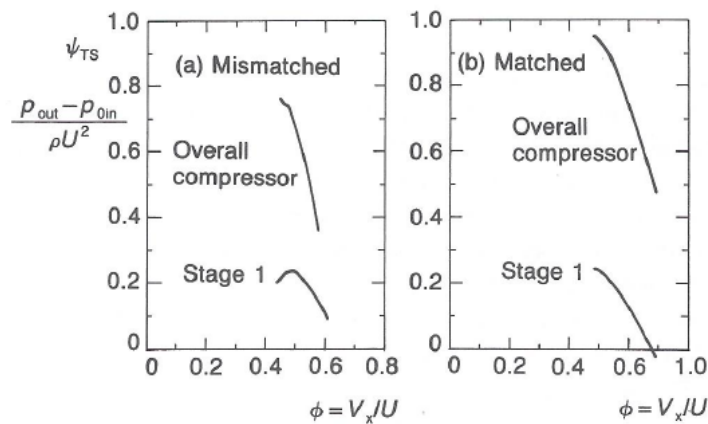 1.0
ψTS
0.8
pout − p0in
ρU²
0.6
0.4
0.2
0
(a) Mismatched
Overall
compressor
Stage 1
0 0.2 0.4 0.6 0.8
ϕ = Vx/U
1.0
0.8
0.6
0.4
0.2
0
(b) Matched
Overall
compressor
Stage 1
0 0.2 0.4 0.6 0.8 1.0
ϕ = Vx/U